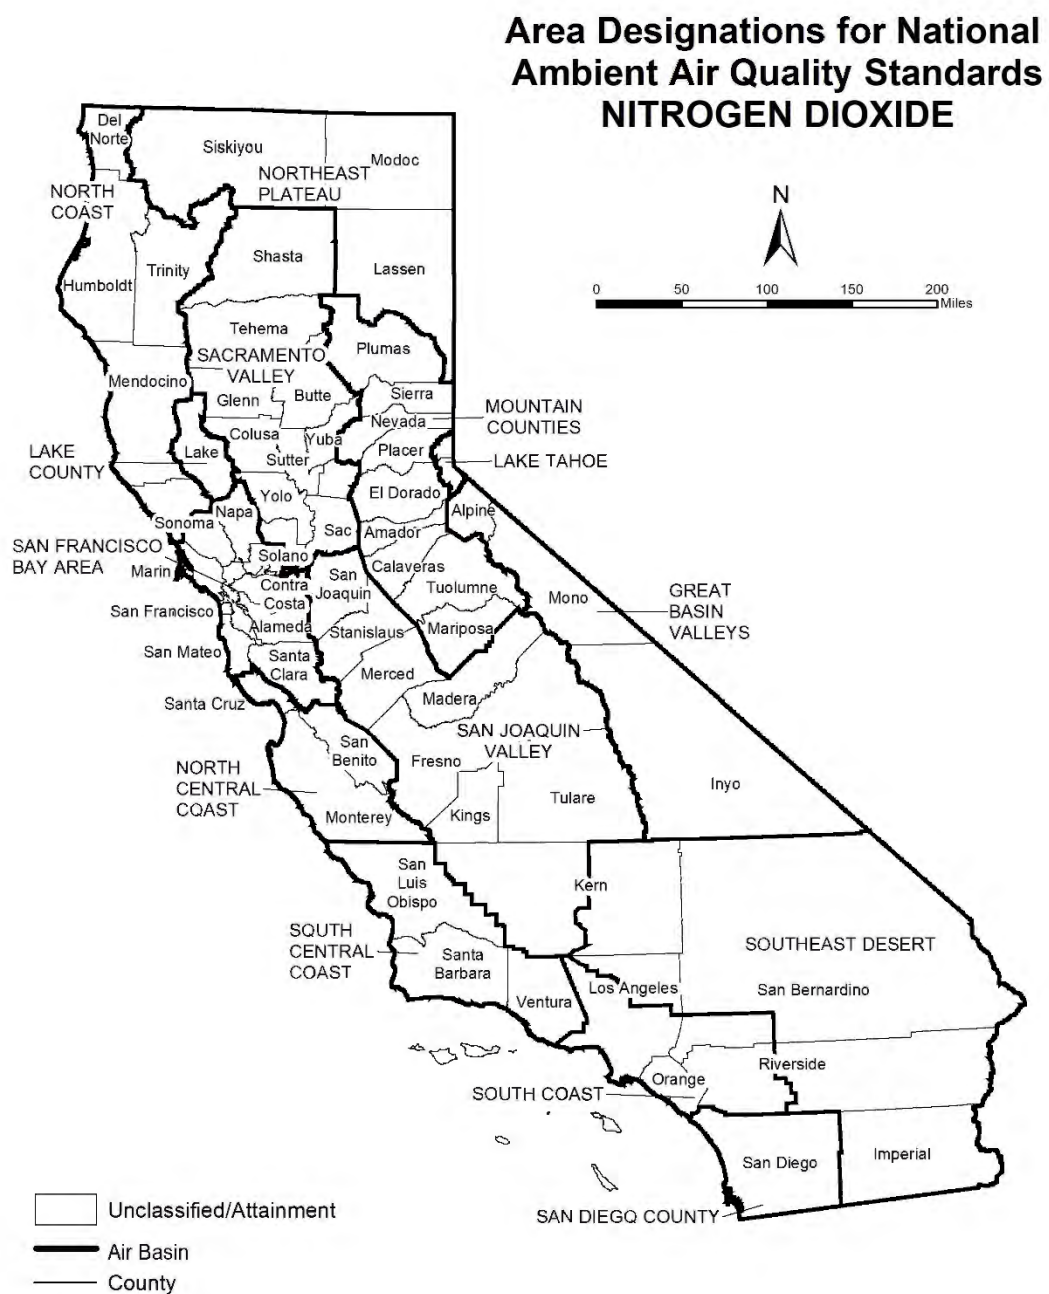 Area Designations for National
Ambient Air Quality Standards
NITROGEN DIOXIDE
Del
Norte
Siskiyou
Modoc
NORTHEAST
PLATEAU
NORTH
COAST
N
Shasta
Trinity
Lassen
Humboldt
0 50 100 150 200
Miles
Tehema
Plumas
SACRAMENTO
VALLEY
Mendocino
Glenn
Butte
Sierra
MOUNTAIN
COUNTIES
Nevada
Colusa
Yuba
LAKE
COUNTY
Lake
Sutter
Placer
LAKE TAHOE
Yolo
El Dorado
Napa
Alpine
Sonoma
Sac
Amador
SAN FRANCISCO
BAY AREA
Solano
Calaveras
Marin
Contra
Costa
San
Joaquin
Tuolumne
Mono
GREAT
BASIN
VALLEYS
San Francisco
Alameda
Stanislaus
Mariposa
San Mateo
Santa
Clara
Merced
Santa Cruz
Madera
SAN JOAQUIN
VALLEY
San
Benito
Fresno
NORTH
CENTRAL
COAST
Inyo
Tulare
Monterey
Kings
San
Luis
Obispo
Kern
SOUTH
CENTRAL
COAST
SOUTHEAST DESERT
Santa
Barbara
Los Angeles
San Bernardino
Ventura
Riverside
Orange
SOUTH COAST
San Diego
Imperial
SAN DIEGO COUNTY
Unclassified/Attainment
Air Basin
County